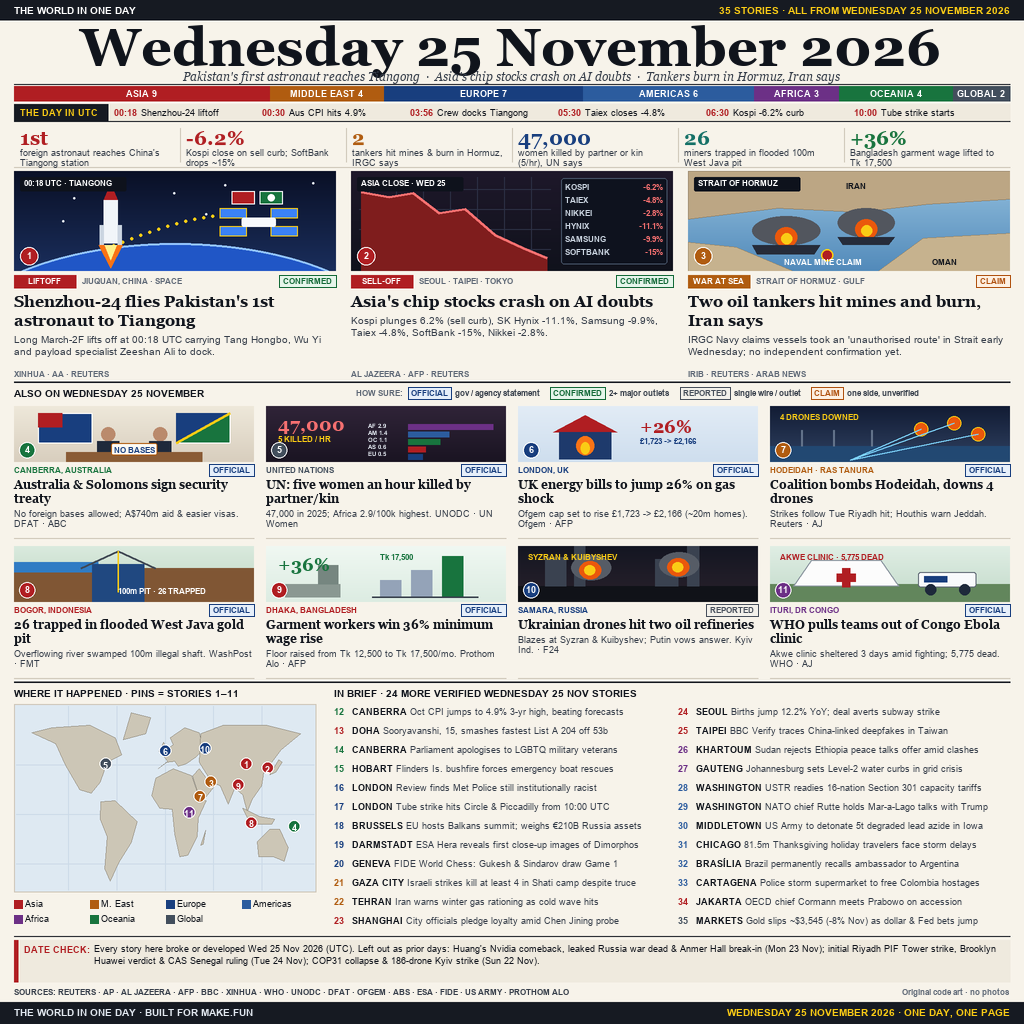 THE WORLD IN ONE DAY
35 STORIES · ALL FROM WEDNESDAY 25 NOVEMBER 2026
Wednesday 25 November 2026
Pakistan's first astronaut reaches Tiangong · Asia's chip stocks crash on AI doubts · Tankers burn in Hormuz, Iran says
ASIA 9
MIDDLE EAST 4
EUROPE 7
AMERICAS 6
AFRICA 3
OCEANIA 4
GLOBAL 2
THE DAY IN UTC
00:18 Shenzhou-24 liftoff
00:30 Aus CPI hits 4.9%
03:56 Crew docks Tiangong
05:30 Taiex closes -4.8%
06:30 Kospi -6.2% curb
10:00 Tube strike starts
1st
foreign astronaut reaches China's
Tiangong station
-6.2%
Kospi close on sell curb; SoftBank
drops ~15%
2
tankers hit mines & burn in Hormuz,
IRGC says
47,000
women killed by partner or kin
(5/hr), UN says
26
miners trapped in flooded 100m
West Java pit
+36%
Bangladesh garment wage lifted to
Tk 17,500
00:18 UTC · TIANGONG
1
LIFTOFF
JIUQUAN, CHINA · SPACE
CONFIRMED
Shenzhou-24 flies Pakistan's 1st
astronaut to Tiangong
Long March-2F lifts off at 00:18 UTC carrying Tang Hongbo, Wu Yi
and payload specialist Zeeshan Ali to dock.
XINHUA · AA · REUTERS
ASIA CLOSE · WED 25
KOSPI -6.2%
TAIEX -4.8%
NIKKEI -2.8%
HYNIX -11.1%
SAMSUNG -9.9%
SOFTBANK -15%
2
SELL-OFF
SEOUL · TAIPEI · TOKYO
CONFIRMED
Asia's chip stocks crash on AI doubts
Kospi plunges 6.2% (sell curb), SK Hynix -11.1%, Samsung -9.9%,
Taiex -4.8%, SoftBank -15%, Nikkei -2.8%.
AL JAZEERA · AFP · REUTERS
STRAIT OF HORMUZ
IRAN
NAVAL MINE CLAIM
OMAN
3
WAR AT SEA
STRAIT OF HORMUZ · GULF
CLAIM
Two oil tankers hit mines and burn,
Iran says
IRGC Navy claims vessels took an 'unauthorised route' in Strait early
Wednesday; no independent confirmation yet.
IRIB · REUTERS · ARAB NEWS
ALSO ON WEDNESDAY 25 NOVEMBER
HOW SURE:
OFFICIAL gov / agency statement
CONFIRMED 2+ major outlets
REPORTED single wire / outlet
CLAIM one side, unverified
NO BASES
4
CANBERRA, AUSTRALIA
OFFICIAL
Australia & Solomons sign security
treaty
No foreign bases allowed; A$740m aid & easier visas.
DFAT · ABC
47,000
5 KILLED / HR
AF 2.9
AM 1.4
OC 1.1
AS 0.6
EU 0.5
5
UNITED NATIONS
OFFICIAL
UN: five women an hour killed by
partner/kin
47,000 in 2025; Africa 2.9/100k highest. UNODC · UN
Women
+26%
£1,723 -> £2,166
6
LONDON, UK
OFFICIAL
UK energy bills to jump 26% on gas
shock
Ofgem cap set to rise £1,723 -> £2,166 (~20m homes).
Ofgem · AFP
4 DRONES DOWNED
7
HODEIDAH · RAS TANURA
OFFICIAL
Coalition bombs Hodeidah, downs 4
drones
Strikes follow Tue Riyadh hit; Houthis warn Jeddah.
Reuters · AJ
100m PIT · 26 TRAPPED
8
BOGOR, INDONESIA
OFFICIAL
26 trapped in flooded West Java gold
pit
Overflowing river swamped 100m illegal shaft. WashPost
· FMT
+36%
Tk 17,500
9
DHAKA, BANGLADESH
OFFICIAL
Garment workers win 36% minimum
wage rise
Floor raised from Tk 12,500 to Tk 17,500/mo. Prothom
Alo · AFP
SYZRAN & KUIBYSHEV
10
SAMARA, RUSSIA
REPORTED
Ukrainian drones hit two oil refineries
Blazes at Syzran & Kuibyshev; Putin vows answer. Kyiv
Ind. · F24
AKWE CLINIC · 5,775 DEAD
11
ITURI, DR CONGO
OFFICIAL
WHO pulls teams out of Congo Ebola
clinic
Akwe clinic sheltered 3 days amid fighting; 5,775 dead.
WHO · AJ
WHERE IT HAPPENED · PINS = STORIES 1–11
5
6
10
1
2
3
9
7
11
8
4
Asia
M. East
Europe
Americas
Africa
Oceania
Global
IN BRIEF · 24 MORE VERIFIED WEDNESDAY 25 NOV STORIES
12 CANBERRA Oct CPI jumps to 4.9% 3-yr high, beating forecasts
13 DOHA Sooryavanshi, 15, smashes fastest List A 204 off 53b
14 CANBERRA Parliament apologises to LGBTQ military veterans
15 HOBART Flinders Is. bushfire forces emergency boat rescues
16 LONDON Review finds Met Police still institutionally racist
17 LONDON Tube strike hits Circle & Piccadilly from 10:00 UTC
18 BRUSSELS EU hosts Balkans summit; weighs €210B Russia assets
19 DARMSTADT ESA Hera reveals first close-up images of Dimorphos
20 GENEVA FIDE World Chess: Gukesh & Sindarov draw Game 1
21 GAZA CITY Israeli strikes kill at least 4 in Shati camp despite truce
22 TEHRAN Iran warns winter gas rationing as cold wave hits
23 SHANGHAI City officials pledge loyalty amid Chen Jining probe
24 SEOUL Births jump 12.2% YoY; deal averts subway strike
25 TAIPEI BBC Verify traces China-linked deepfakes in Taiwan
26 KHARTOUM Sudan rejects Ethiopia peace talks offer amid clashes
27 GAUTENG Johannesburg sets Level-2 water curbs in grid crisis
28 WASHINGTON USTR readies 16-nation Section 301 capacity tariffs
29 WASHINGTON NATO chief Rutte holds Mar-a-Lago talks with Trump
30 MIDDLETOWN US Army to detonate 5t degraded lead azide in Iowa
31 CHICAGO 81.5m Thanksgiving holiday travelers face storm delays
32 BRASÍLIA Brazil permanently recalls ambassador to Argentina
33 CARTAGENA Police storm supermarket to free Colombia hostages
34 JAKARTA OECD chief Cormann meets Prabowo on accession
35 MARKETS Gold slips ~$3,545 (-8% Nov) as dollar & Fed bets jump
DATE CHECK: Every story here broke or developed Wed 25 Nov 2026 (UTC). Left out as prior days: Huang's Nvidia comeback, leaked Russia war dead & Anmer Hall break-in (Mon 23 Nov); initial Riyadh PIF Tower strike, Brooklyn
Huawei verdict & CAS Senegal ruling (Tue 24 Nov); COP31 collapse & 186-drone Kyiv strike (Sun 22 Nov).
SOURCES: REUTERS · AP · AL JAZEERA · AFP · BBC · XINHUA · WHO · UNODC · DFAT · OFGEM · ABS · ESA · FIDE · US ARMY · PROTHOM ALO
Original code art · no photos
THE WORLD IN ONE DAY · BUILT FOR MAKE.FUN
WEDNESDAY 25 NOVEMBER 2026 · ONE DAY, ONE PAGE